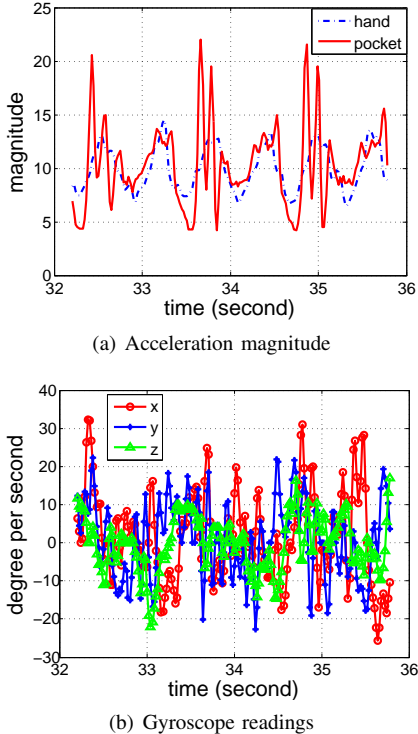 25
20
15
10
5
0
magnitude
hand
pocket
32 33 34 35 36
time (second)
(a) Acceleration magnitude
40
30
20
10
0
−10
−20
−30
degree per second
x
y
z
32 33 34 35 36
time (second)
(b) Gyroscope readings